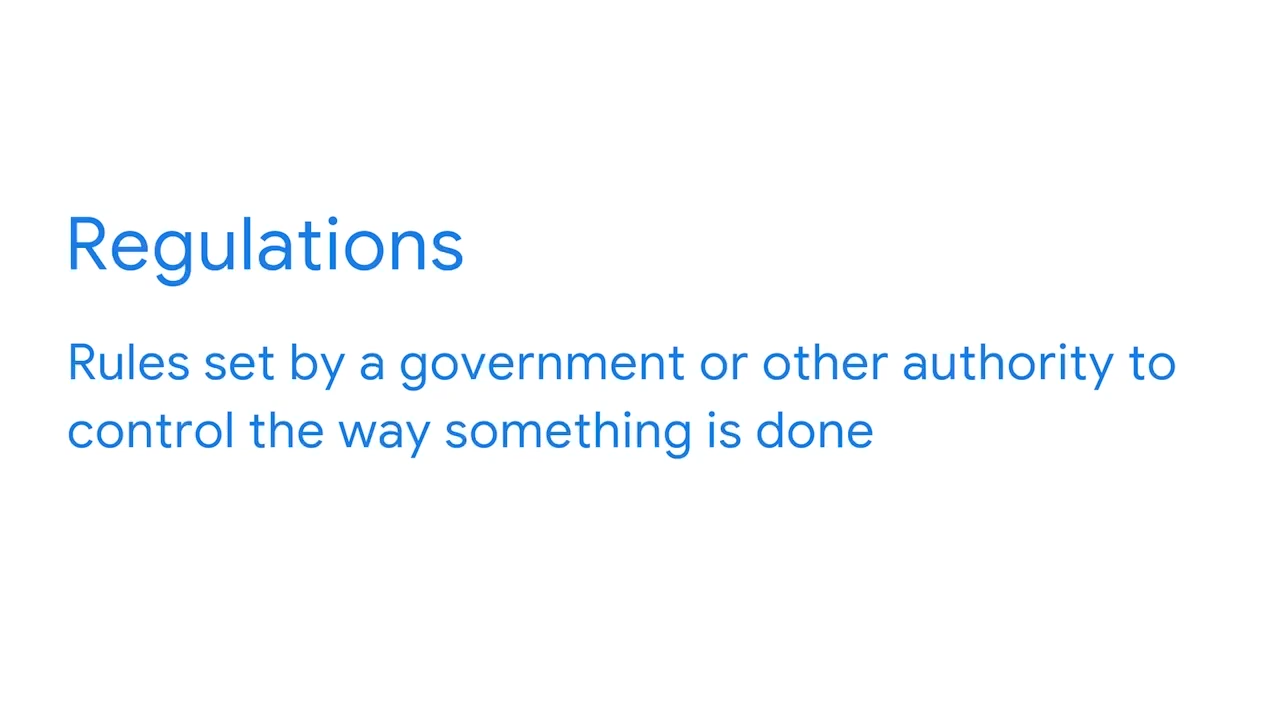 Regulations
Rules set by a government or other authority to
control the way something is done